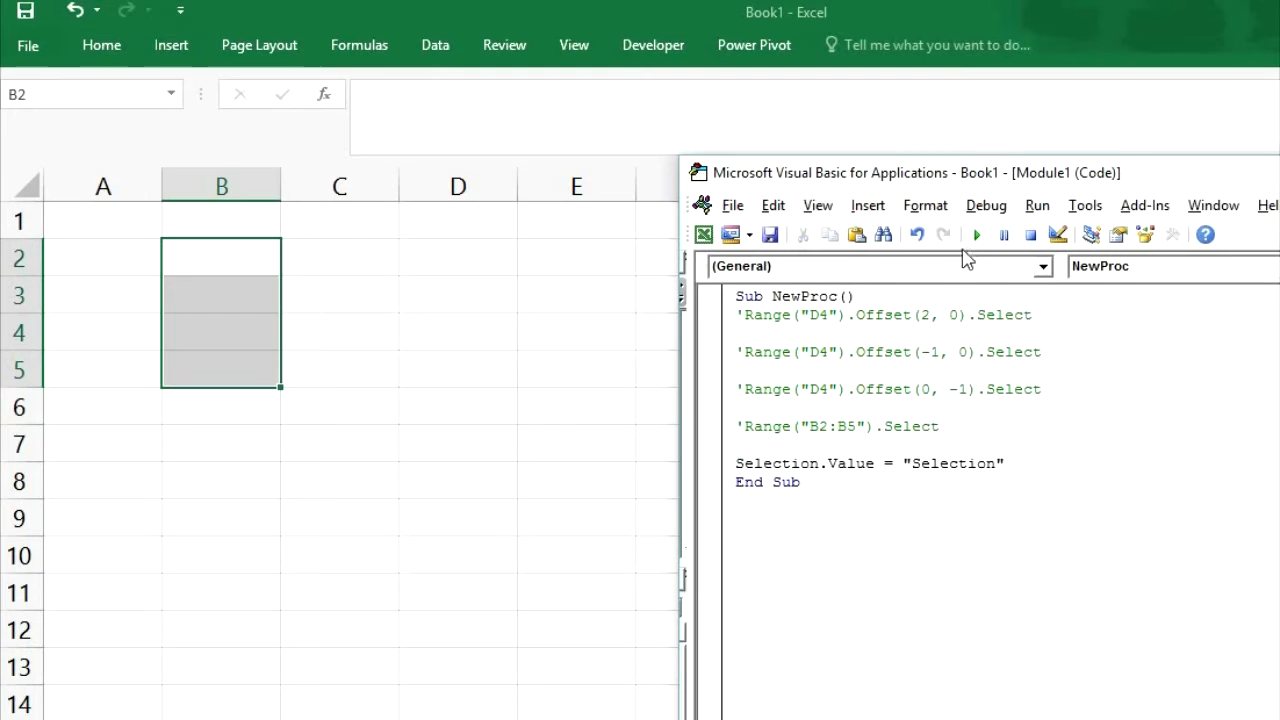 Book1 - Excel
File Home Insert Page Layout Formulas Data Review View Developer Power Pivot Tell me what you want to do...
B2 fx
A B C D E
1
2
3
4
5
6
7
8
9
10
11
12
13
14
Microsoft Visual Basic for Applications - Book1 - [Module1 (Code)]
File Edit View Insert Format Debug Run Tools Add-Ins Window
(General) NewProc
Sub NewProc()
'Range("D4").Offset(2, 0).Select
'Range("D4").Offset(-1, 0).Select
'Range("D4").Offset(0, -1).Select
'Range("B2:B5").Select
Selection.Value = "Selection"
End Sub